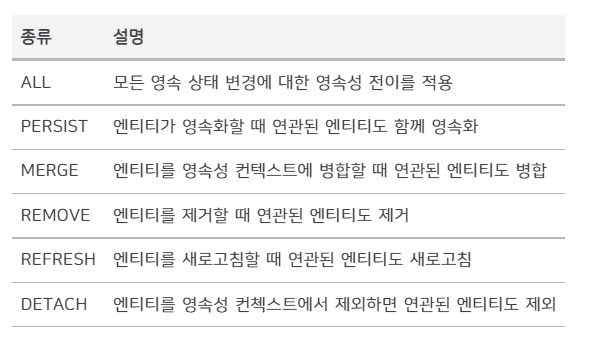 종류 설명
ALL 모든 영속 상태 변경에 대한 영속성 전이를 적용
PERSIST 엔티티가 영속화할 때 연관된 엔티티도 함께 영속화
MERGE 엔티티를 영속성 컨텍스트에 병합할 때 연관된 엔티티도 병합
REMOVE 엔티티를 제거할 때 연관된 엔티티도 제거
REFRESH 엔티티를 새로고침할 때 연관된 엔티티도 새로고침
DETACH 엔티티를 영속성 컨첵스트에서 제외하면 연관된 엔티티도 제외